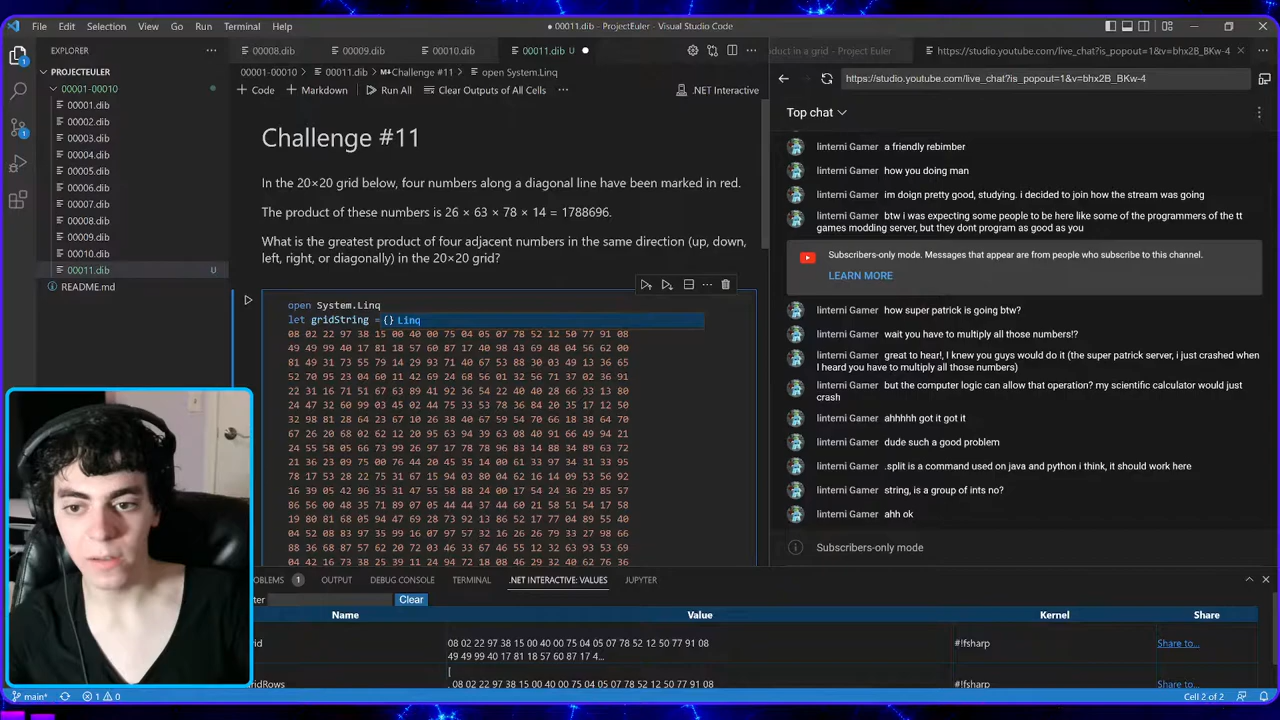 File Edit Selection View Go Run Terminal Help
● 00011.dib - ProjectEuler - Visual Studio Code
EXPLORER
PROJECTEULER
00001-00010
00001.dib
00002.dib
00003.dib
00004.dib
00005.dib
00006.dib
00007.dib
00008.dib
00009.dib
00010.dib
00011.dib U
README.md
00008.dib 00009.dib 00010.dib 00011.dib U
00001-00010 > 00011.dib > Challenge #11 > open System.Linq
+ Code + Markdown Run All Clear Outputs of All Cells ... .NET Interactive
Challenge #11
In the 20×20 grid below, four numbers along a diagonal line have been marked in red.
The product of these numbers is 26 × 63 × 78 × 14 = 1788696.
What is the greatest product of four adjacent numbers in the same direction (up, down,
left, right, or diagonally) in the 20×20 grid?
open System.Linq
let gridString = {} Linq
08 02 22 97 38 15 00 40 00 75 04 05 07 78 52 12 50 77 91 08
49 49 99 40 17 81 18 57 60 87 17 40 98 43 69 48 04 56 62 00
81 49 31 73 55 79 14 29 93 71 40 67 53 88 30 03 49 13 36 65
52 70 95 23 04 60 11 42 69 24 68 56 01 32 56 71 37 02 36 91
22 31 16 71 51 67 63 89 41 92 36 54 22 40 40 28 66 33 13 80
24 47 32 60 99 03 45 02 44 75 33 53 78 36 84 20 35 17 12 50
32 98 81 28 64 23 67 10 26 38 40 67 59 54 70 66 18 38 64 70
67 26 20 68 02 62 12 20 95 63 94 39 63 08 40 91 66 49 94 21
24 55 58 05 66 73 99 26 97 17 78 78 96 83 14 88 34 89 63 72
21 36 23 09 75 00 76 44 20 45 35 14 00 61 33 97 34 31 33 95
78 17 53 28 22 75 31 67 15 94 03 80 04 62 16 14 09 53 56 92
16 39 05 42 96 35 31 47 55 58 88 24 00 17 54 24 36 29 85 57
86 56 00 48 35 71 89 07 05 44 44 37 44 60 21 58 51 54 17 58
19 80 81 68 05 94 47 69 28 73 92 13 86 52 17 77 04 89 55 40
04 52 08 83 97 35 99 16 07 97 57 32 16 26 26 79 33 27 98 66
88 36 68 87 57 62 20 72 03 46 33 67 46 55 12 32 63 93 53 69
04 42 16 73 38 25 39 11 24 94 72 18 08 46 29 32 40 62 76 36
product in a grid - Project Euler
https://studio.youtube.com/live_chat?is_popout=1&v=bhx2B_BKw-4
https://studio.youtube.com/live_chat?is_popout=1&v=bhx2B_BKw-4
Top chat
linterni Gamer a friendly rebimber
linterni Gamer how you doing man
linterni Gamer im doign pretty good, studying. i decided to join how the stream was going
linterni Gamer btw i was expecting some people to be here like some of the programmers of the tt
games modding server, but they dont program as good as you
Subscribers-only mode. Messages that appear are from people who subscribe to this channel.
LEARN MORE
linterni Gamer how super patrick is going btw?
linterni Gamer wait you have to multiply all those numbers!?
linterni Gamer great to hear!, I knew you guys would do it (the super patrick server, i just crashed when
I heard you have to multiply all those numbers)
linterni Gamer but the computer logic can allow that operation? my scientific calculator would just
crash
linterni Gamer ahhhhh got it got it
linterni Gamer dude such a good problem
linterni Gamer .split is a command used on java and python i think, it should work here
linterni Gamer string, is a group of ints no?
linterni Gamer ahh ok
Subscribers-only mode
OBLEMS 1 OUTPUT DEBUG CONSOLE TERMINAL .NET INTERACTIVE: VALUES JUPYTER
Clear
Name Value Kernel Share
08 02 22 97 38 15 00 40 00 75 04 05 07 78 52 12 50 77 91 08 #!fsharp Share to...
49 49 99 40 17 81 18 57 60 87 17 4...
[
, 08 02 22 97 38 15 00 40 00 75 04 05 07 78 52 12 50 77 91 08 #!fsharp Share to...
main* 1 0 Cell 2 of 2